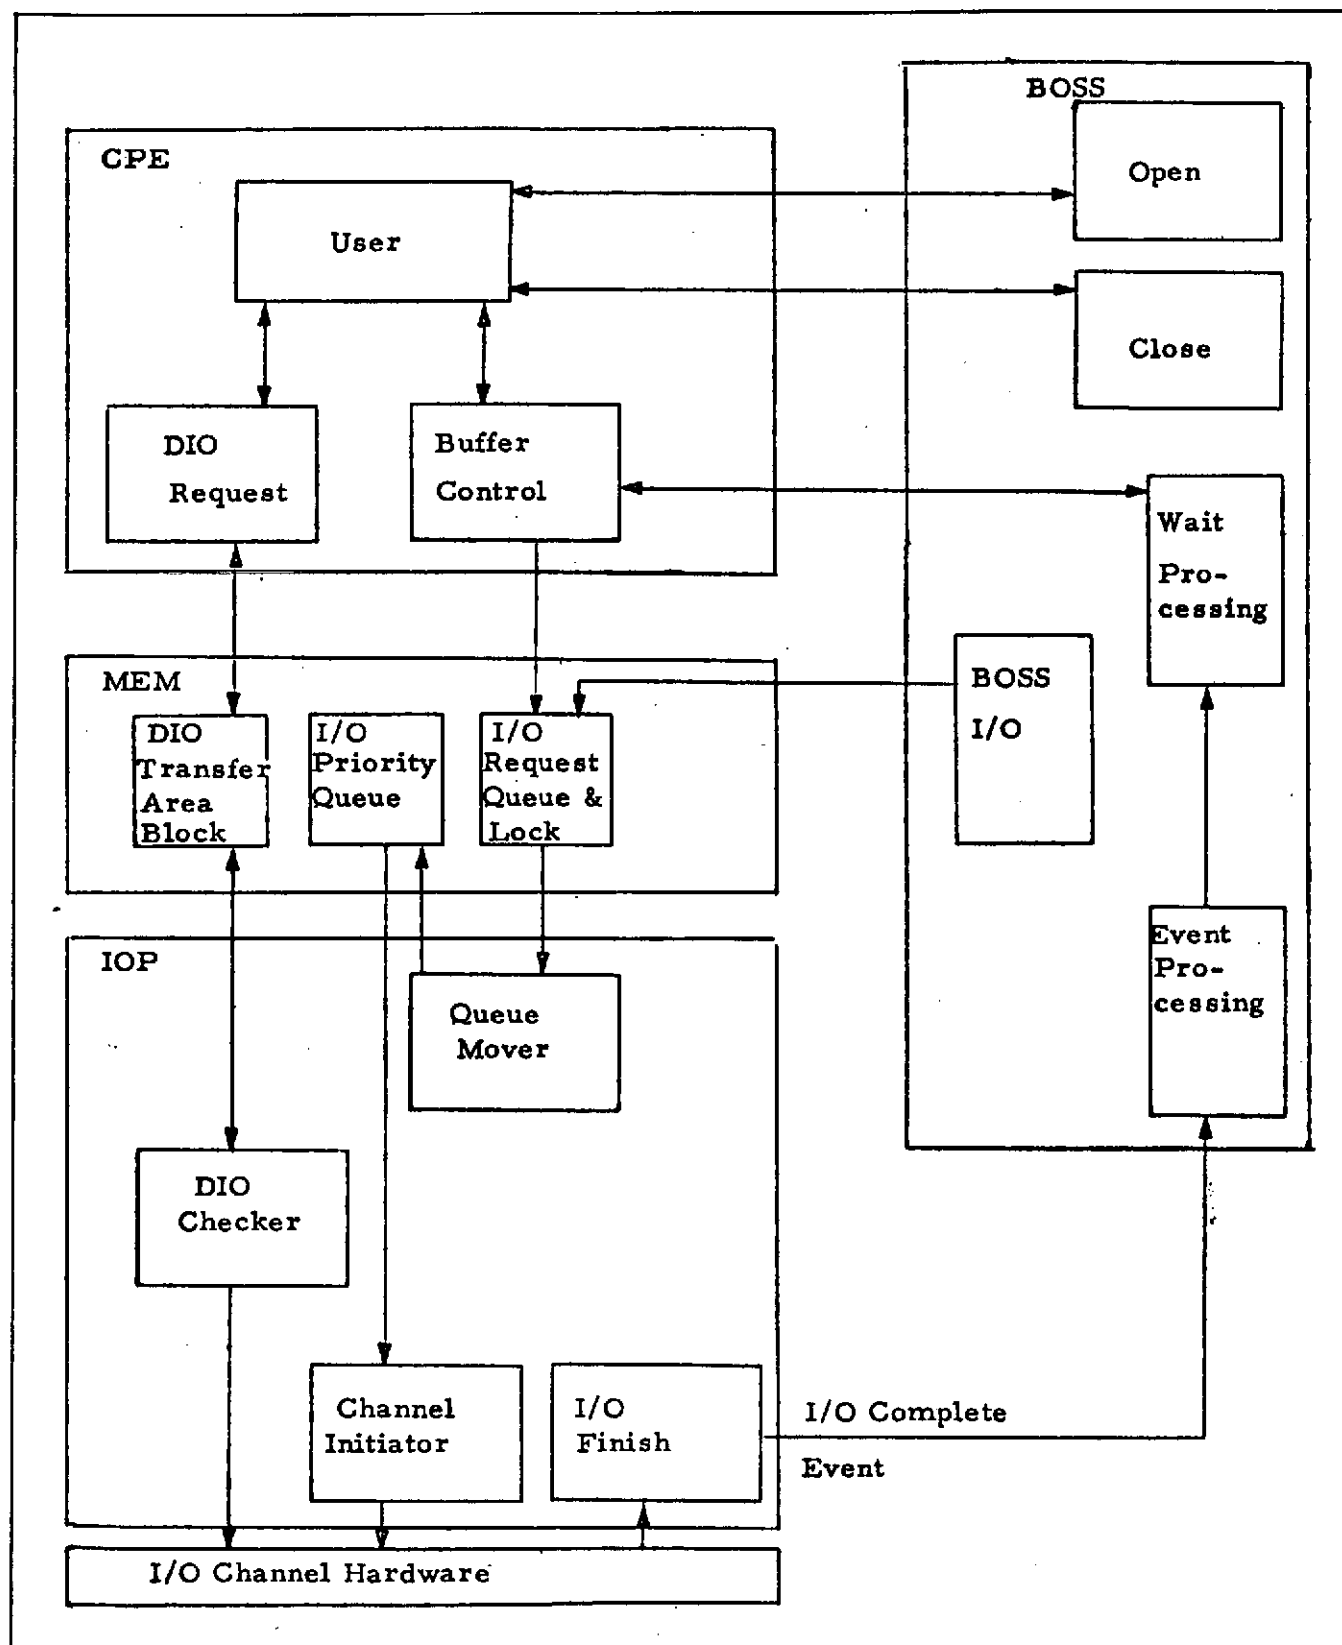 BOSS
Open
CPE
User
Close
DIO
Request
Buffer
Control
Wait
Pro-
cessing
MEM
DIO
Transfer
Area
Block
I/O
Priority
Queue
I/O
Request
Queue &
Lock
BOSS
I/O
Event
Pro-
cessing
IOP
Queue
Mover
DIO
Checker
Channel
Initiator
I/O
Finish
I/O Complete
Event
I/O Channel Hardware